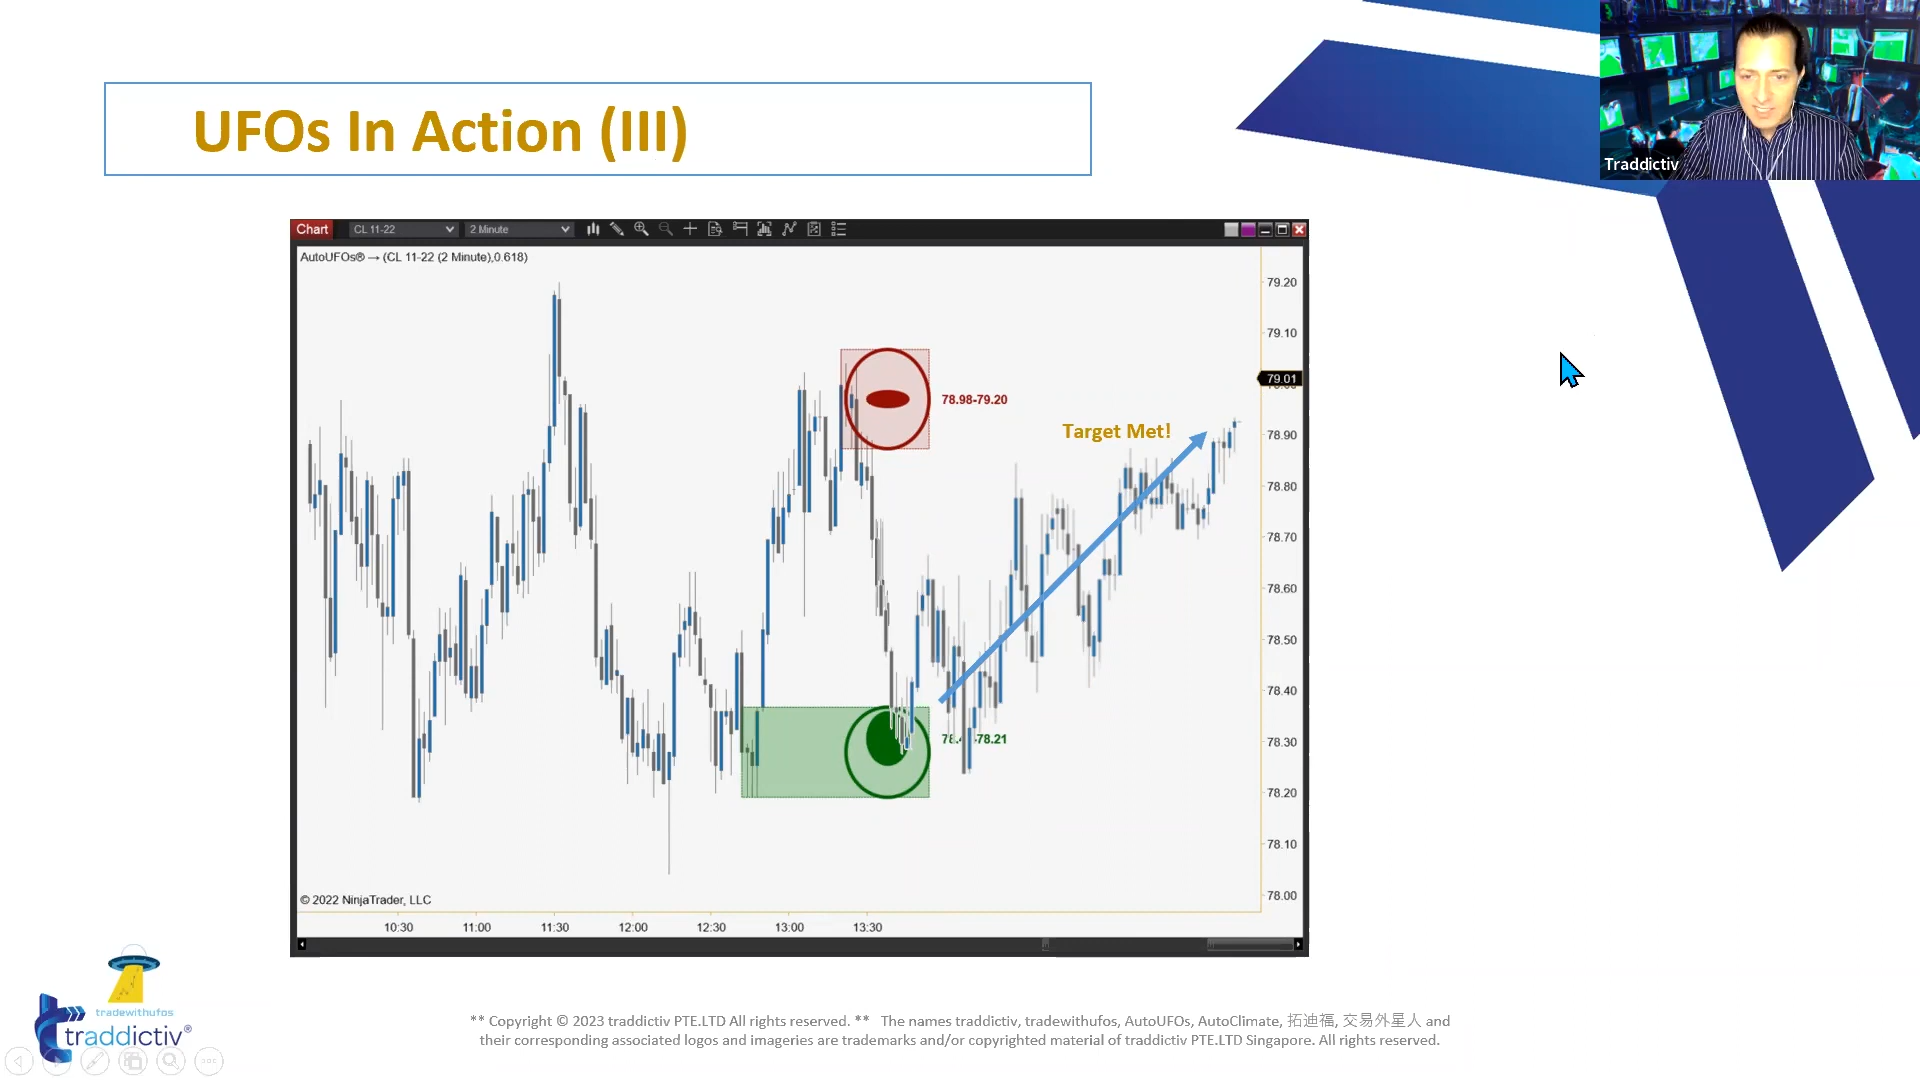 UFOs In Action (III)
Traddictiv
Chart
CL 11-22
2 Minute
AutoUFOs® → (CL 11-22 (2 Minute),0.618)
79.20
79.10
79.01
78.98-79.20
Target Met!
78.90
78.80
78.70
78.60
78.50
78.40
78.30
-78.21
78.20
78.10
78.00
© 2022 NinjaTrader, LLC
10:30
11:00
11:30
12:00
12:30
13:00
13:30
tradewithufos
traddictiv®
** Copyright © 2023 traddictiv PTE.LTD All rights reserved. ** The names traddictiv, tradewithufos, AutoUFOs, AutoClimate, 拓迪福, 交易外星人 and
their corresponding associated logos and imageries are trademarks and/or copyrighted material of traddictiv PTE.LTD Singapore. All rights reserved.